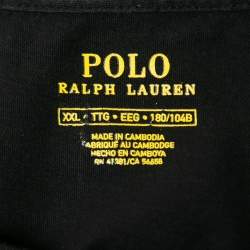 POLO
RALPH LAUREN
XXL • TTG • EEG • 180/104B
MADE IN CAMBODIA
FABRIQUÉ AU CAMBODGE
HECHO EN CAMBOYA
RN 41381/CA 56858